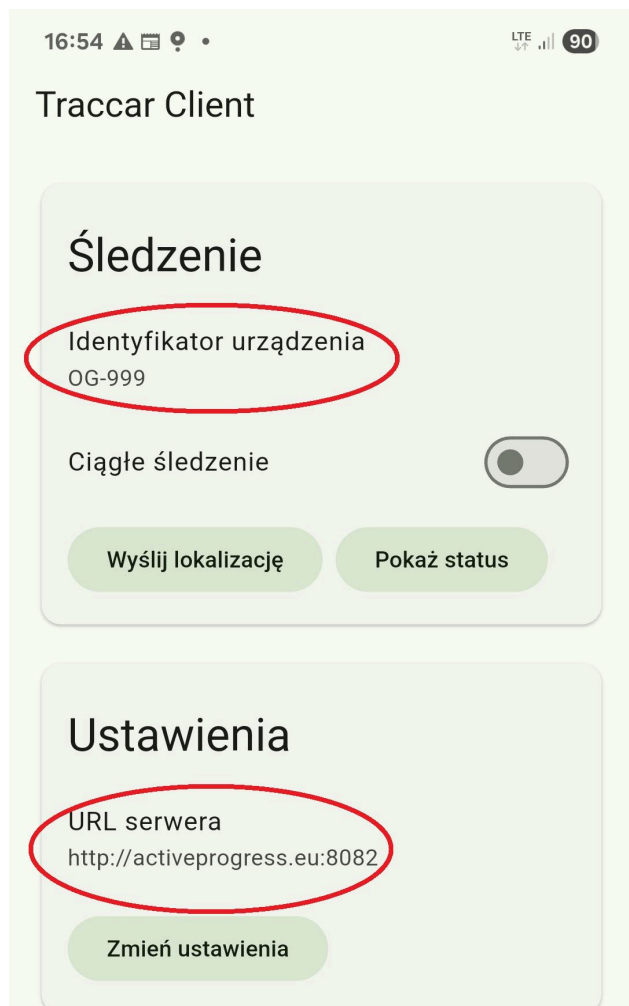 16:54
LTE
90
Traccar Client
Śledzenie
Identyfikator urządzenia
OG-999
Ciągłe śledzenie
Wyślij lokalizację
Pokaż status
Ustawienia
URL serwera
http://activeprogress.eu:8082
Zmień ustawienia